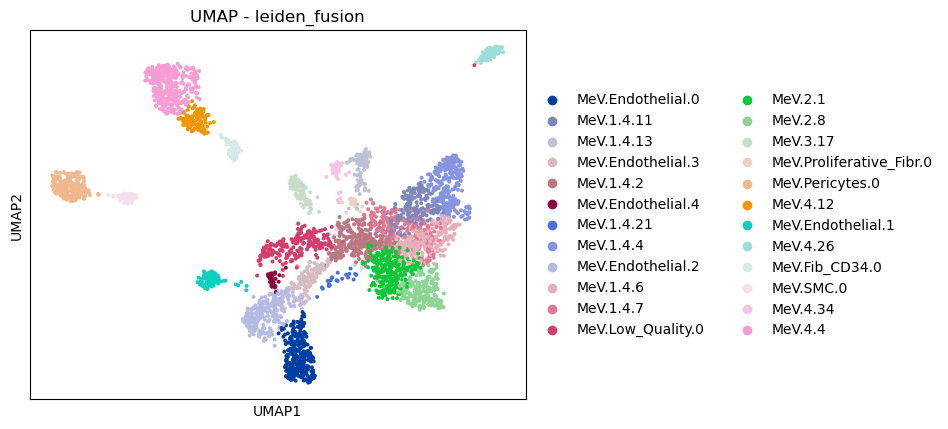 UMAP - leiden_fusion
UMAP2
UMAP1
MeV.Endothelial.0
MeV.1.4.11
MeV.1.4.13
MeV.Endothelial.3
MeV.1.4.2
MeV.Endothelial.4
MeV.1.4.21
MeV.1.4.4
MeV.Endothelial.2
MeV.1.4.6
MeV.1.4.7
MeV.Low_Quality.0
MeV.2.1
MeV.2.8
MeV.3.17
MeV.Proliferative_Fibr.0
MeV.Pericytes.0
MeV.4.12
MeV.Endothelial.1
MeV.4.26
MeV.Fib_CD34.0
MeV.SMC.0
MeV.4.34
MeV.4.4